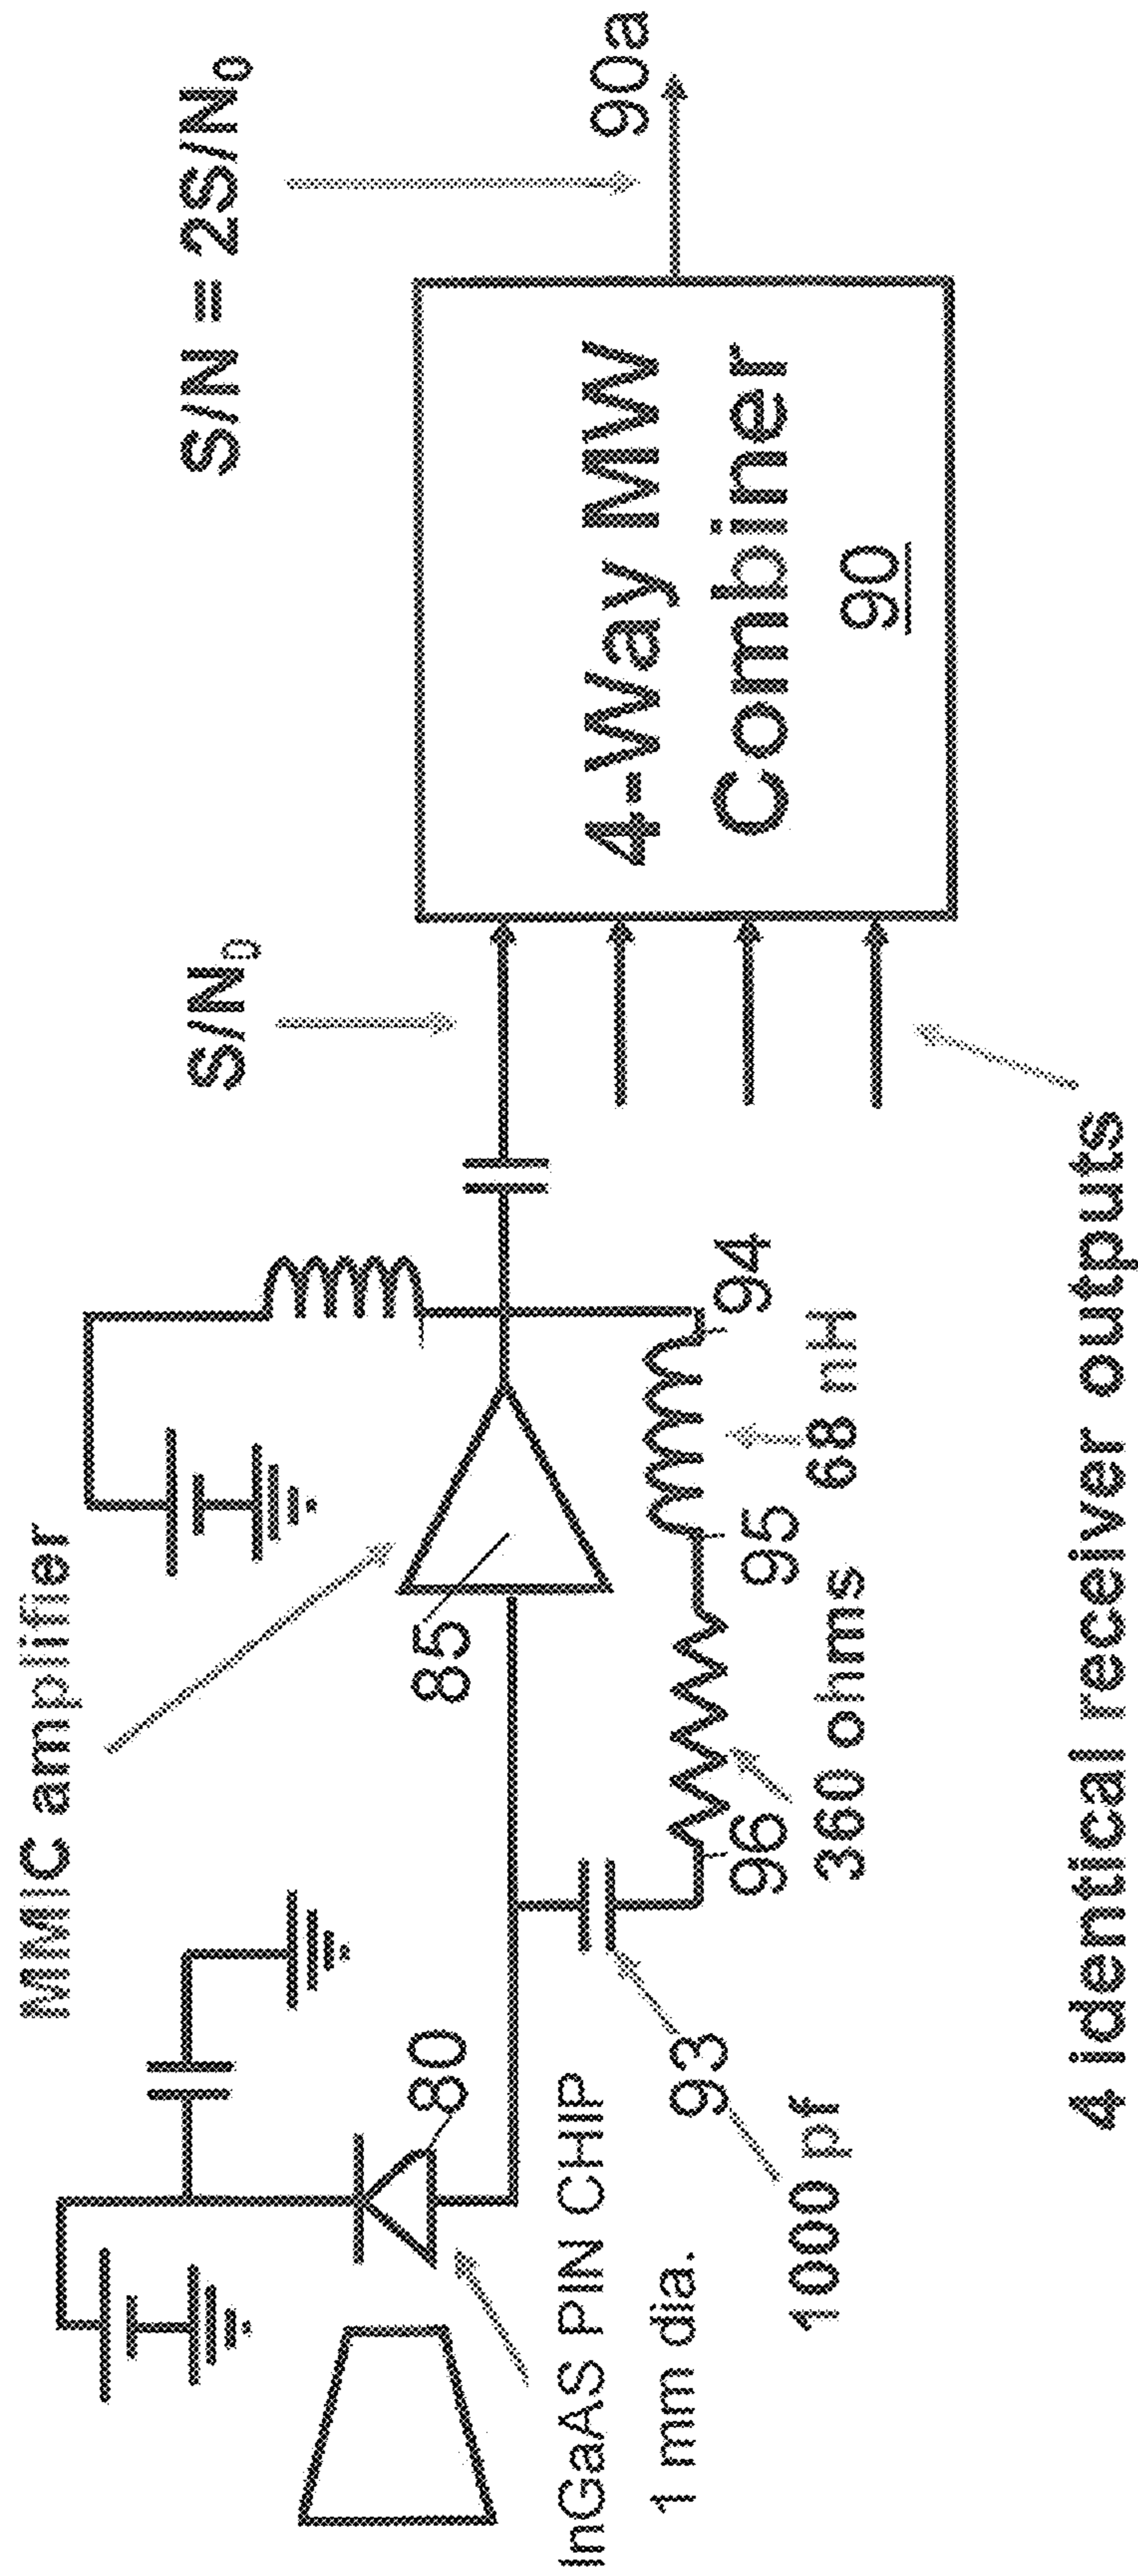 MMIC amplifier
S/N₀
S/N = 2S/N₀
80
85
90a
InGaAS PIN CHIP
1 mm dia.
93
1000 pf
96
360 ohms
95
68 nH
94
4-Way MW
Combiner
90
4 identical receiver outputs